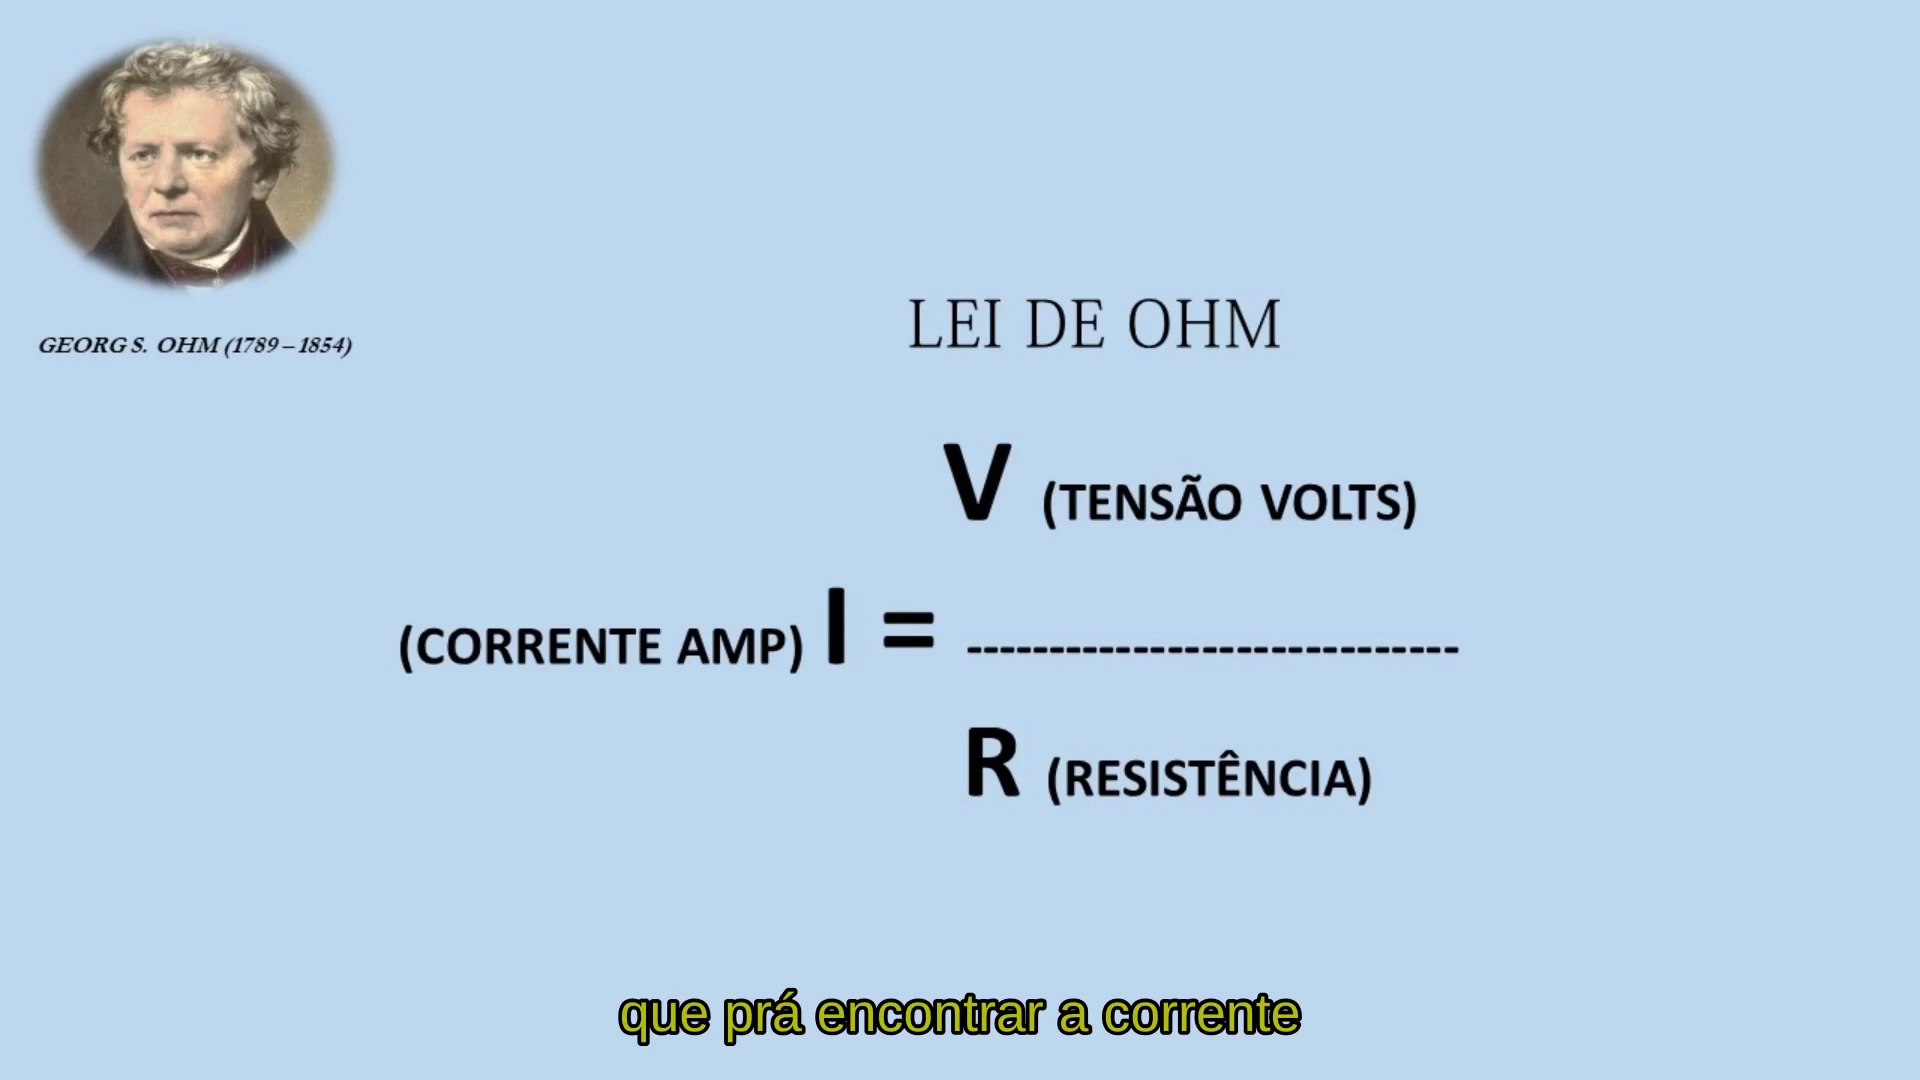 GEORG S. OHM (1789 – 1854)
LEI DE OHM
V (TENSÃO VOLTS)
(CORRENTE AMP) I = ------------------------------
R (RESISTÊNCIA)
que prá encontrar a corrente